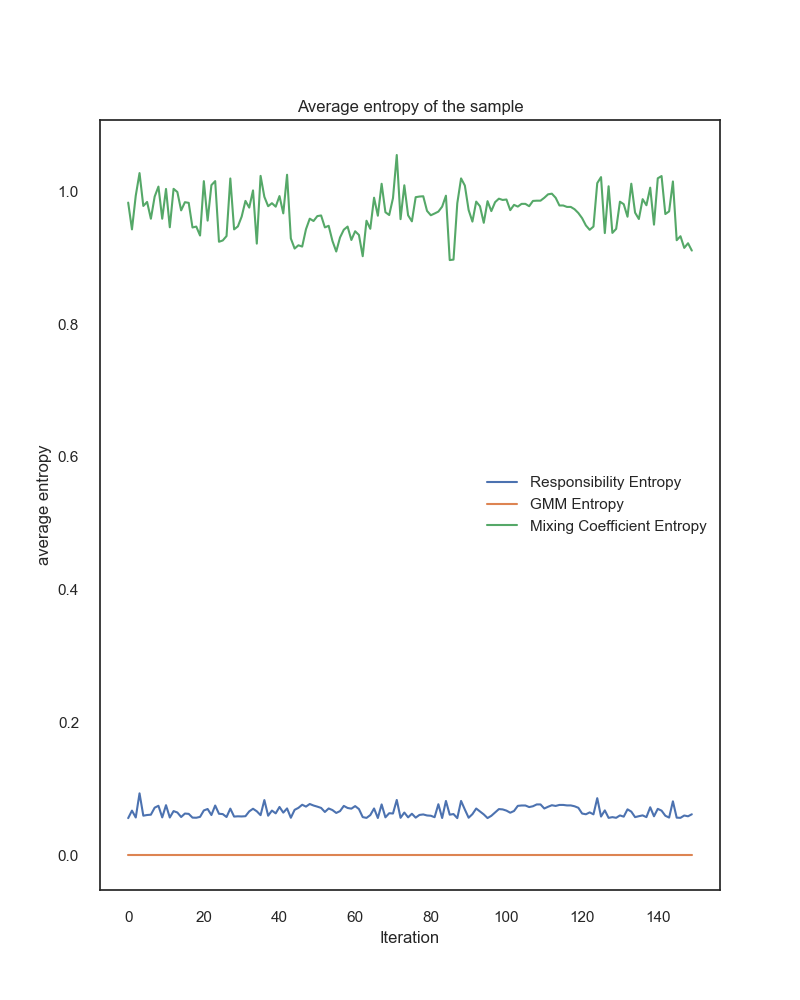 Average entropy of the sample
1.0
0.8
0.6
0.4
0.2
0.0
average entropy
Responsibility Entropy
GMM Entropy
Mixing Coefficient Entropy
0 20 40 60 80 100 120 140
Iteration